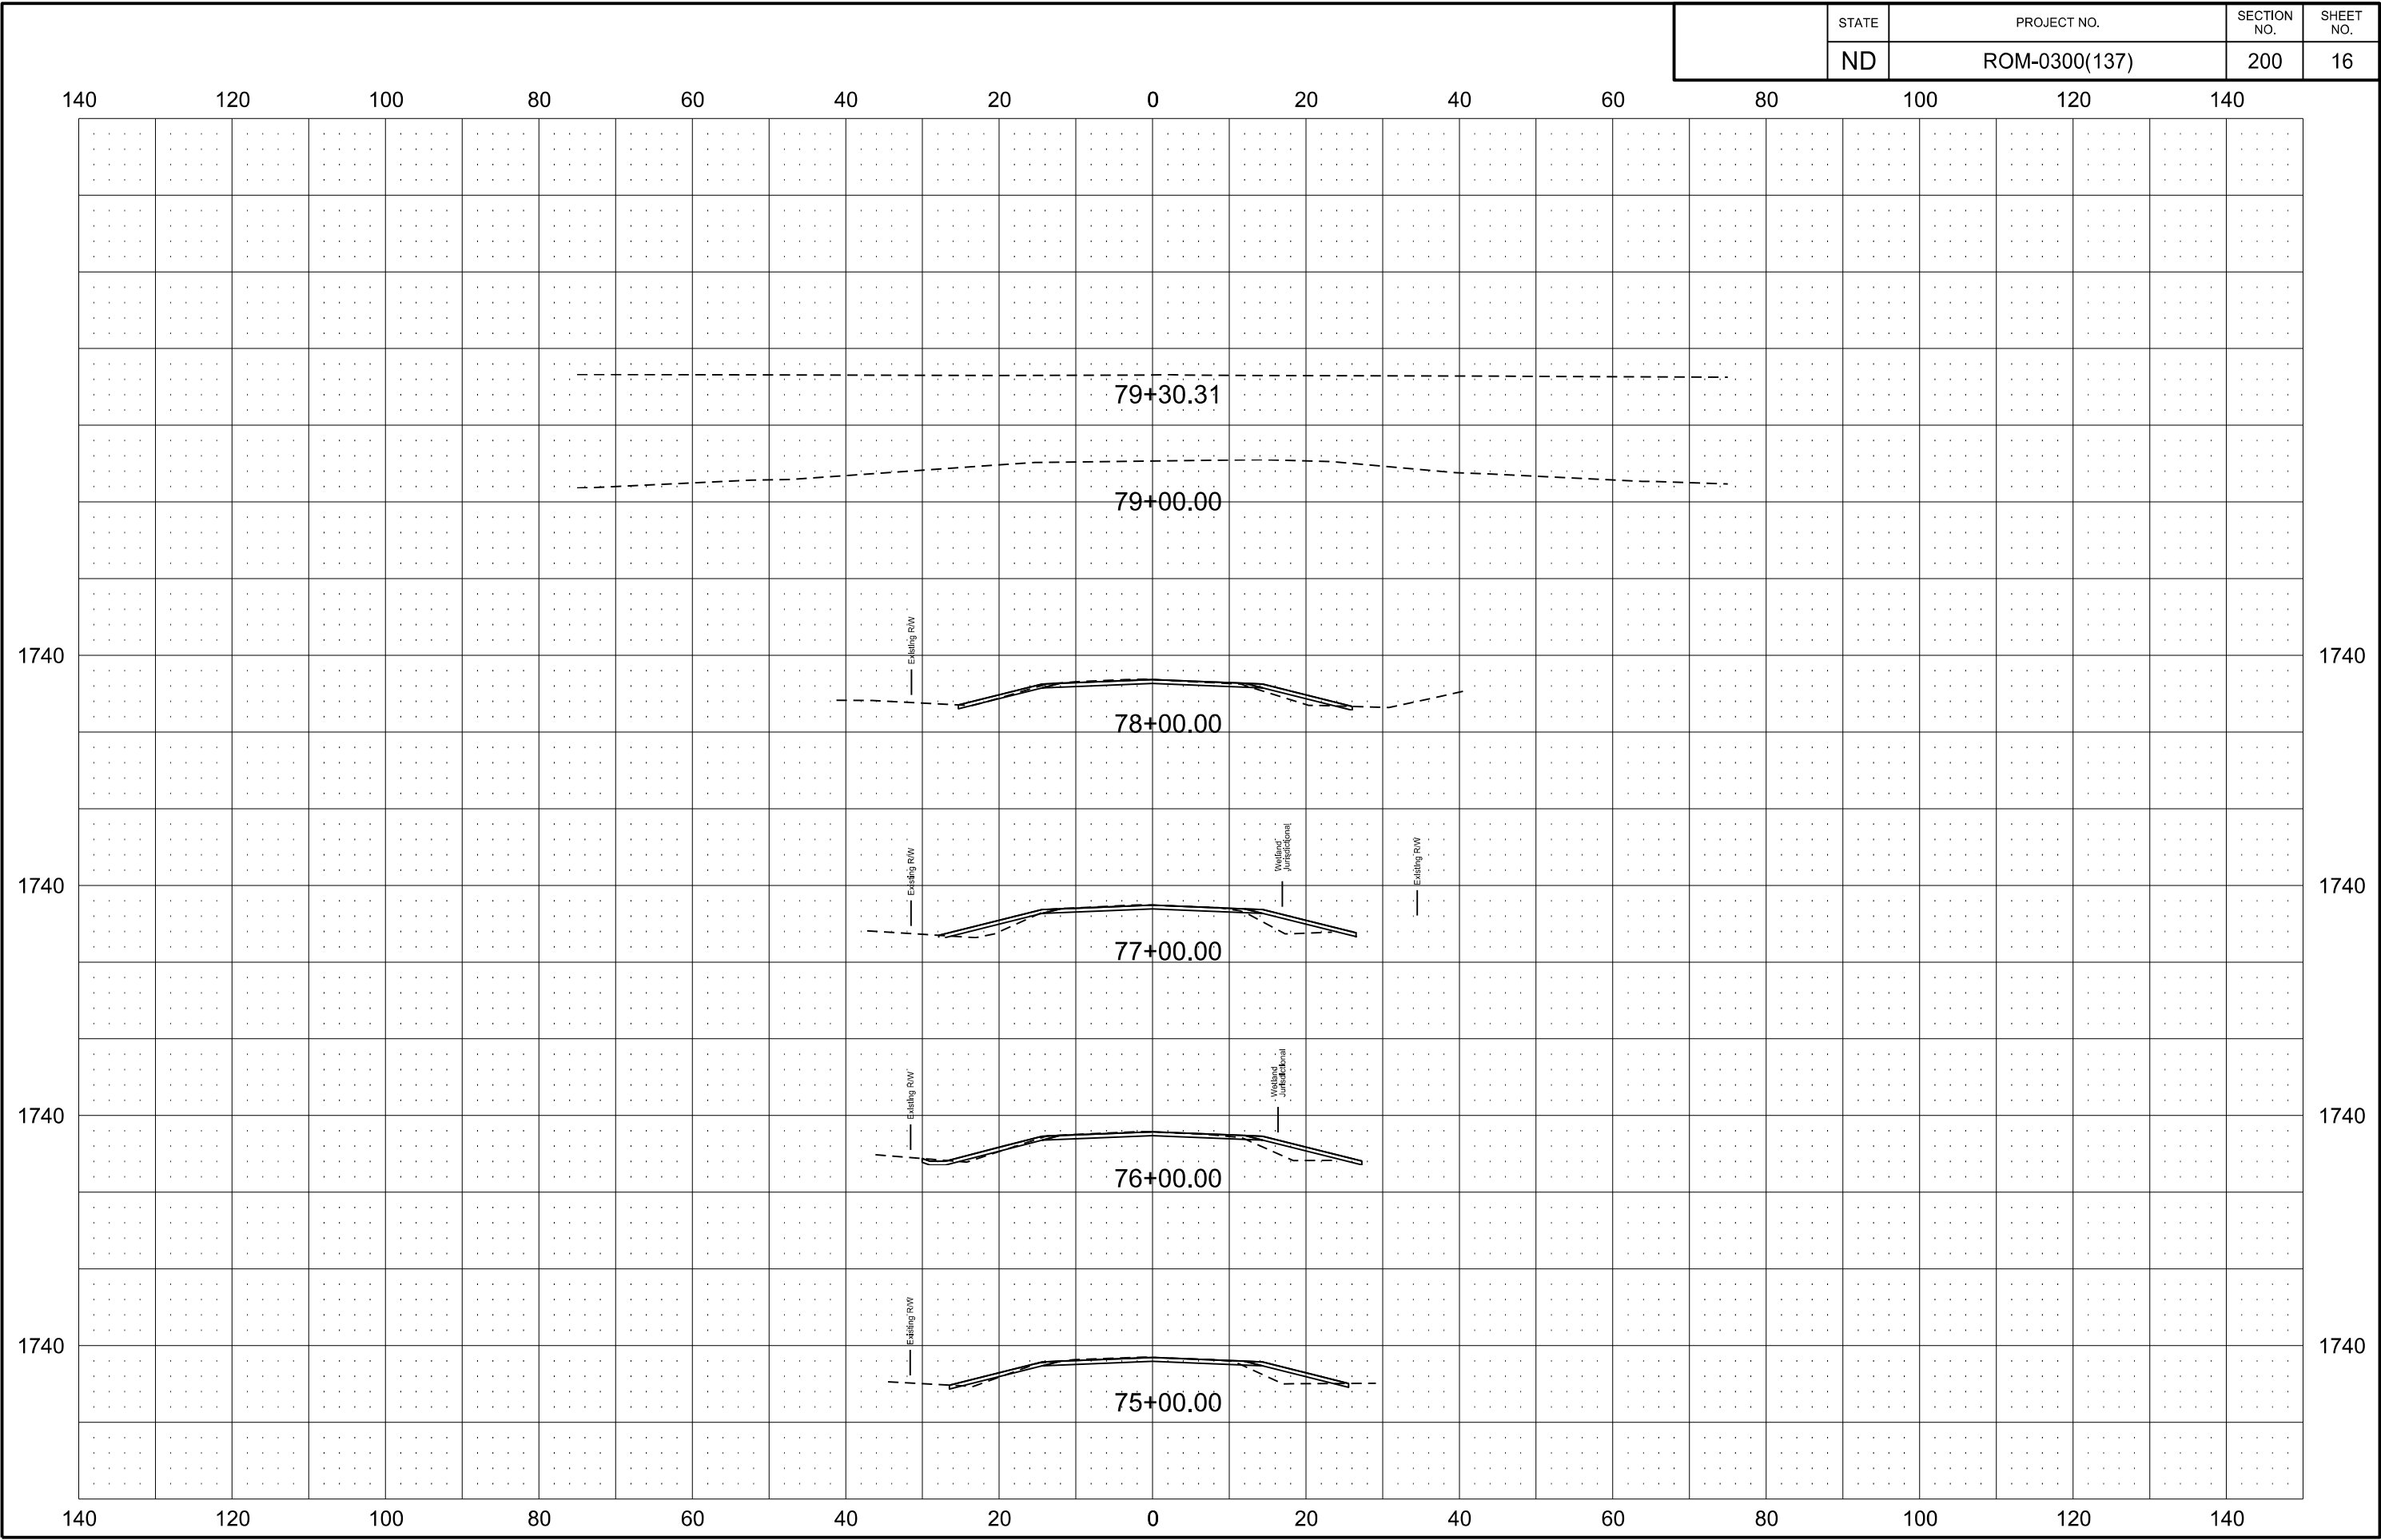 STATE PROJECT NO. SECTION NO. SHEET NO.
ND ROM-0300(137) 200 16
140 120 100 80 60 40 20 0 20 40 60 80 100 120 140
79+30.31
79+00.00
Existing R/W
1740 1740
78+00.00
Wetland
Jurisdictional
Existing R/W
Existing R/W
1740 1740
77+00.00
Wetland
Jurisdictional
Existing R/W
1740 1740
76+00.00
Existing R/W
1740 1740
75+00.00
140 120 100 80 60 40 20 0 20 40 60 80 100 120 140